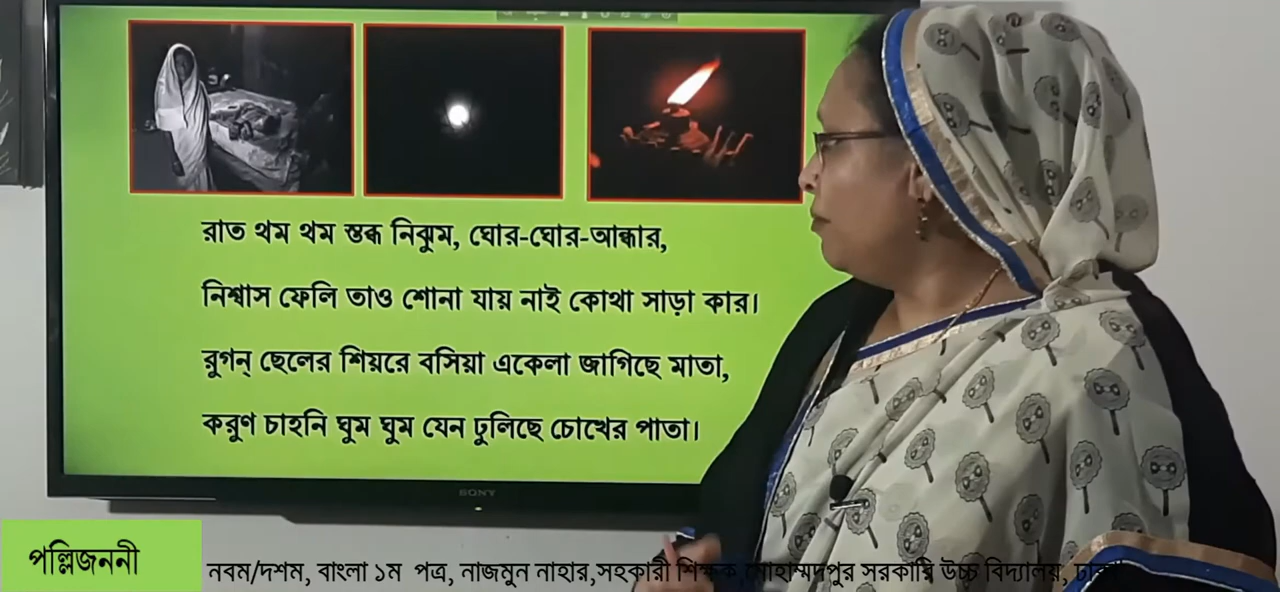 রাত থম থম স্তব্ধ নিঝুম, ঘোর-ঘোর-আন্ধার,
নিশ্বাস ফেলি তাও শোনা যায় নাই কোথা সাড়া কার।
রুগন্ ছেলের শিয়রে বসিয়া একেলা জাগিছে মাতা,
করুণ চাহনি ঘুম ঘুম যেন ঢুলিছে চোখের পাতা।
SONY
পল্লিজননী
নবম/দশম, বাংলা ১ম পত্র, নাজমুন নাহার,সহকারী শিক্ষক,মোহাম্মদপুর সরকারি উচ্চ বিদ্যালয়, ঢাকা